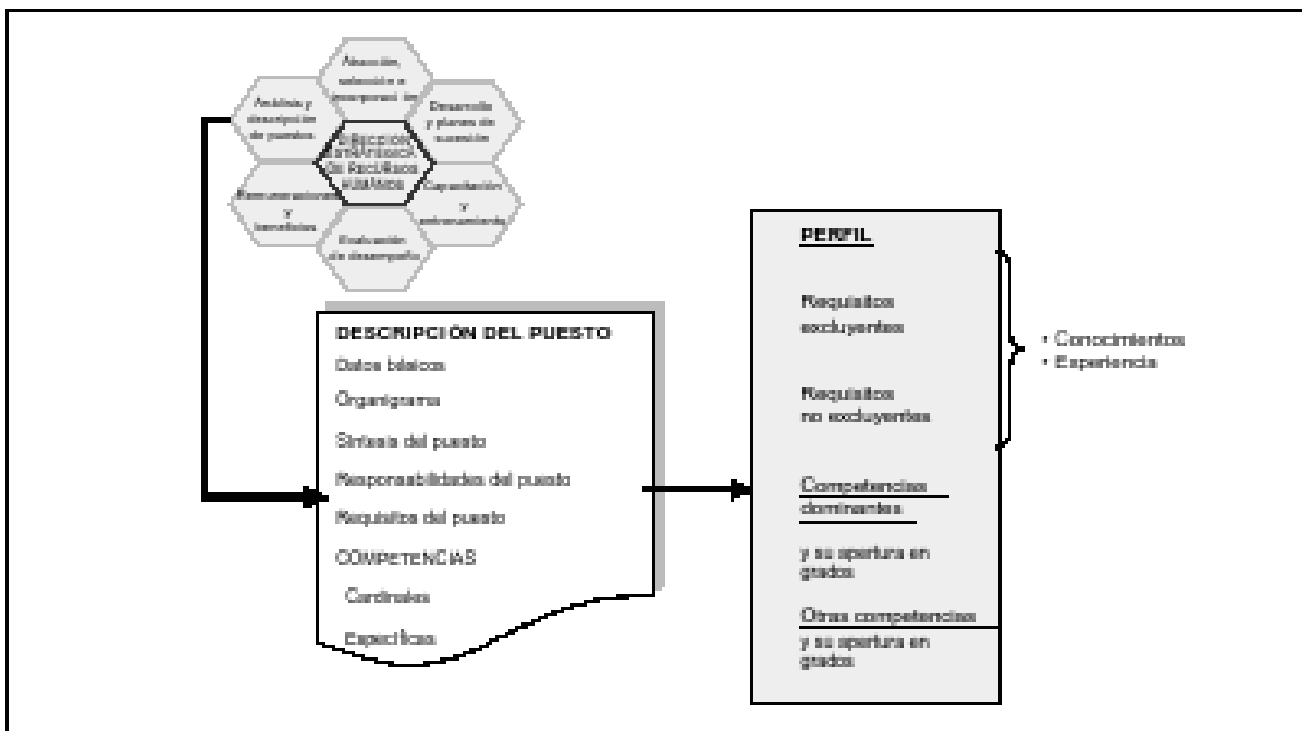 Atracción,
selección e
incorporación
Análisis y
descripción
de puestos
Desarrollo
y planes de
sucesión
DIRECCIÓN
ESTRATÉGICA
DE RECURSOS
HUMANOS
Remuneraciones
y
beneficios
Capacitación
y
entrenamiento
Evaluación
de desempeño
DESCRIPCIÓN DEL PUESTO
Datos básicos
Organigrama
Síntesis del puesto
Responsabilidades del puesto
Requisitos del puesto
COMPETENCIAS
Cardinales
Específicas
PERFIL
Requisitos
excluyentes
Requisitos
no excluyentes
Competencias
dominantes
y su apertura en
grados
Otras competencias
y su apertura en
grados
• Conocimientos
• Experiencia